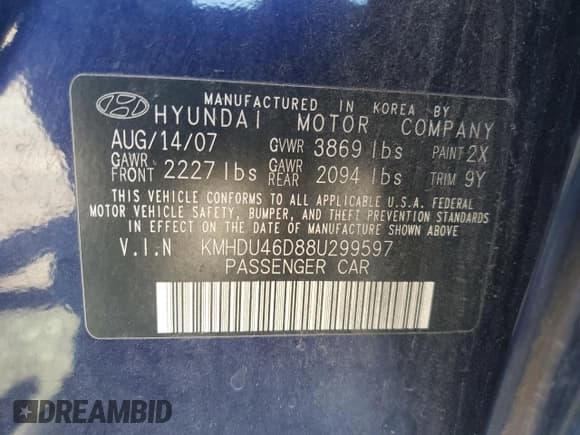 MANUFACTURED IN KOREA BY
HYUNDAI MOTOR COMPANY
AUG/14/07 GVWR 3869 lbs PAINT 2X
GAWR FRONT 2227 lbs GAWR REAR 2094 lbs TRIM 9Y
THIS VEHICLE CONFORMS TO ALL APPLICABLE U.S.A. FEDERAL
MOTOR VEHICLE SAFETY, BUMPER, AND THEFT PREVENTION STANDARDS
IN EFFECT ON THE DATE OF MANUFACTURE SHOWN ABOVE
V.I.N KMHDU46D88U299597
PASSENGER CAR
DREAMBID